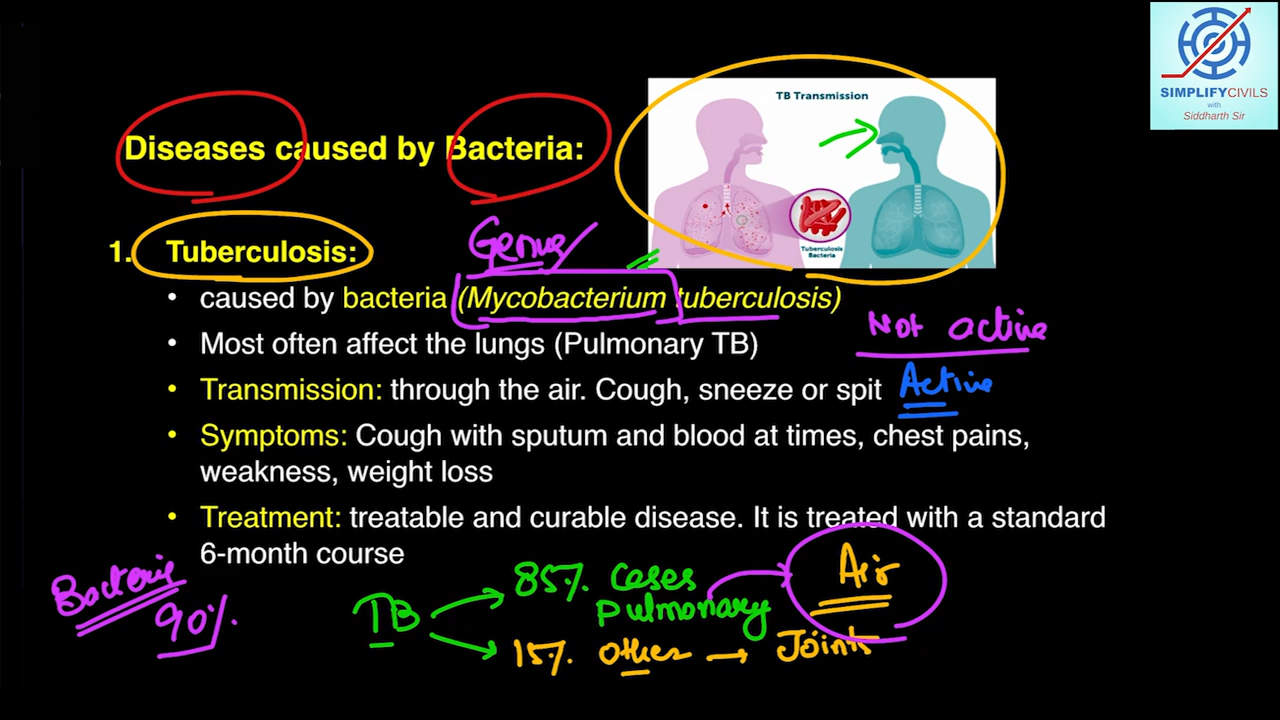 SIMPLIFYCIVILS
with
Siddharth Sir
TB Transmission
Tuberculosis
Bacteria
Diseases caused by Bacteria:
1. Tuberculosis:
Genus
• caused by bacteria (Mycobacterium tuberculosis)
Not active
• Most often affect the lungs (Pulmonary TB)
• Transmission: through the air. Cough, sneeze or spit Active
• Symptoms: Cough with sputum and blood at times, chest pains,
weakness, weight loss
• Treatment: treatable and curable disease. It is treated with a standard
6-month course
Bacteria
90%.
TB
85%. Cases
Pulmonary
Air
15%. Other → Joints